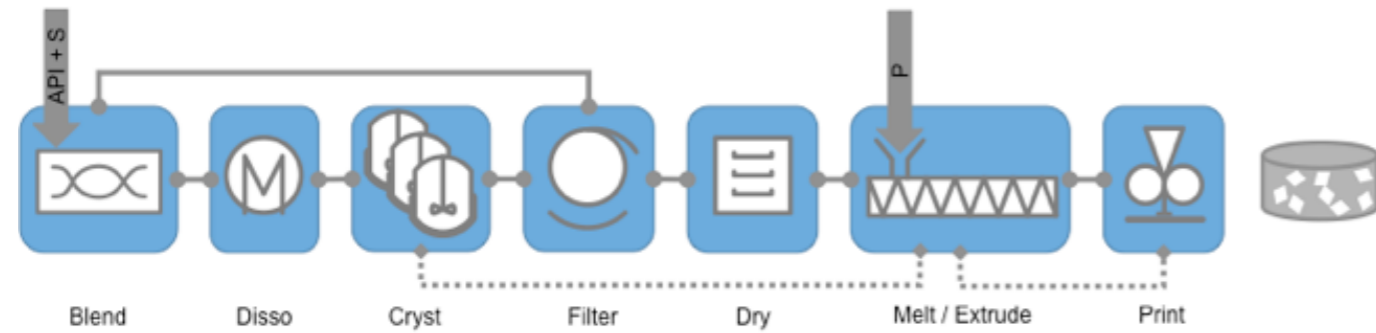 API + S
P
Blend
Disso
Cryst
Filter
Dry
Melt / Extrude
Print